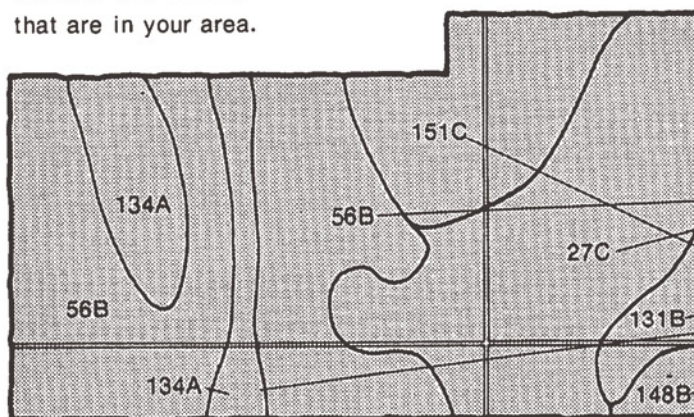 that are in your area.
151C
134A
56B
27C
56B
131B
134A
148B